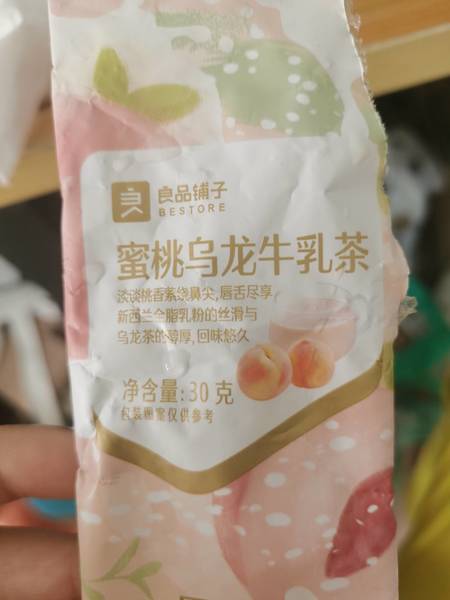 良品铺子
BESTORE
蜜桃乌龙牛乳茶
淡淡桃香萦绕鼻尖,唇舌尽享
新西兰全脂乳粉的丝滑与
乌龙茶的醇厚,回味悠久
净含量:30克
包装图案仅供参考